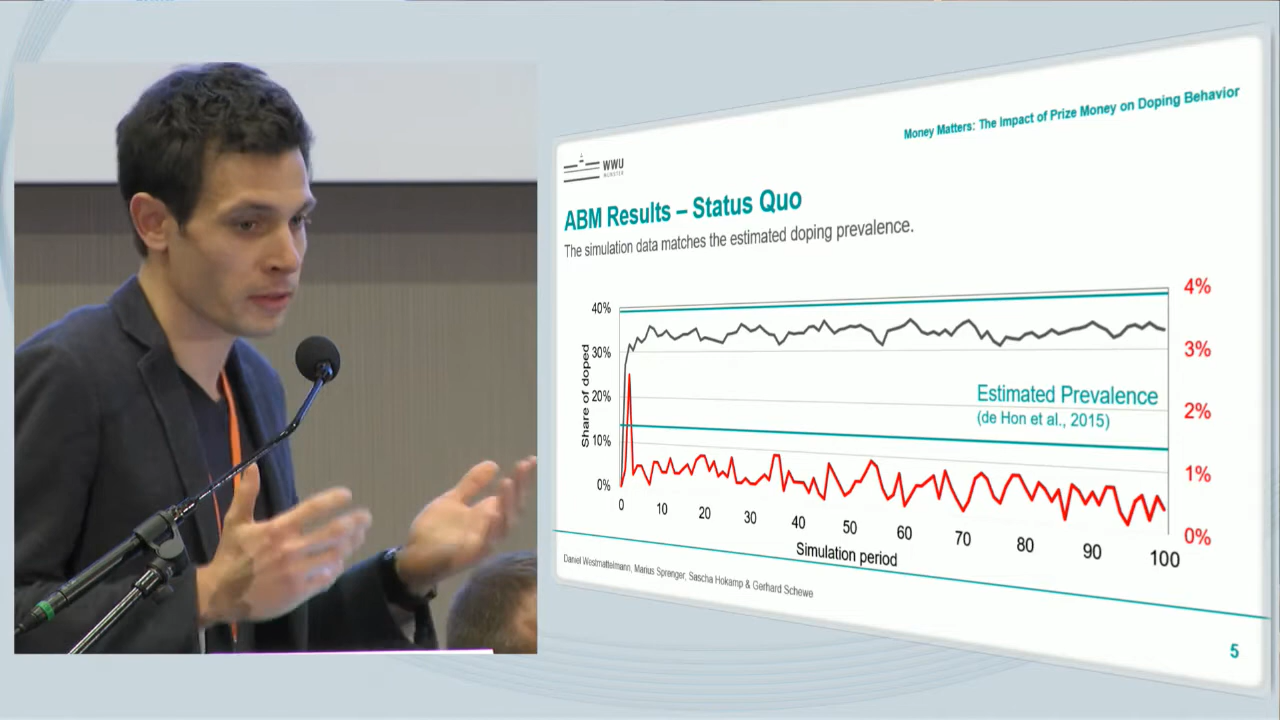 Money Matters: The Impact of Prize Money on Doping Behavior
WWU
MÜNSTER
ABM Results – Status Quo
The simulation data matches the estimated doping prevalence.
40%
30%
20%
10%
0%
Share of doped
4%
3%
2%
1%
0%
Estimated Prevalence
(de Hon et al., 2015)
0 10 20 30 40 50 60 70 80 90 100
Simulation period
Daniel Westmattelmann, Marius Sprenger, Sascha Hokamp & Gerhard Schewe
5